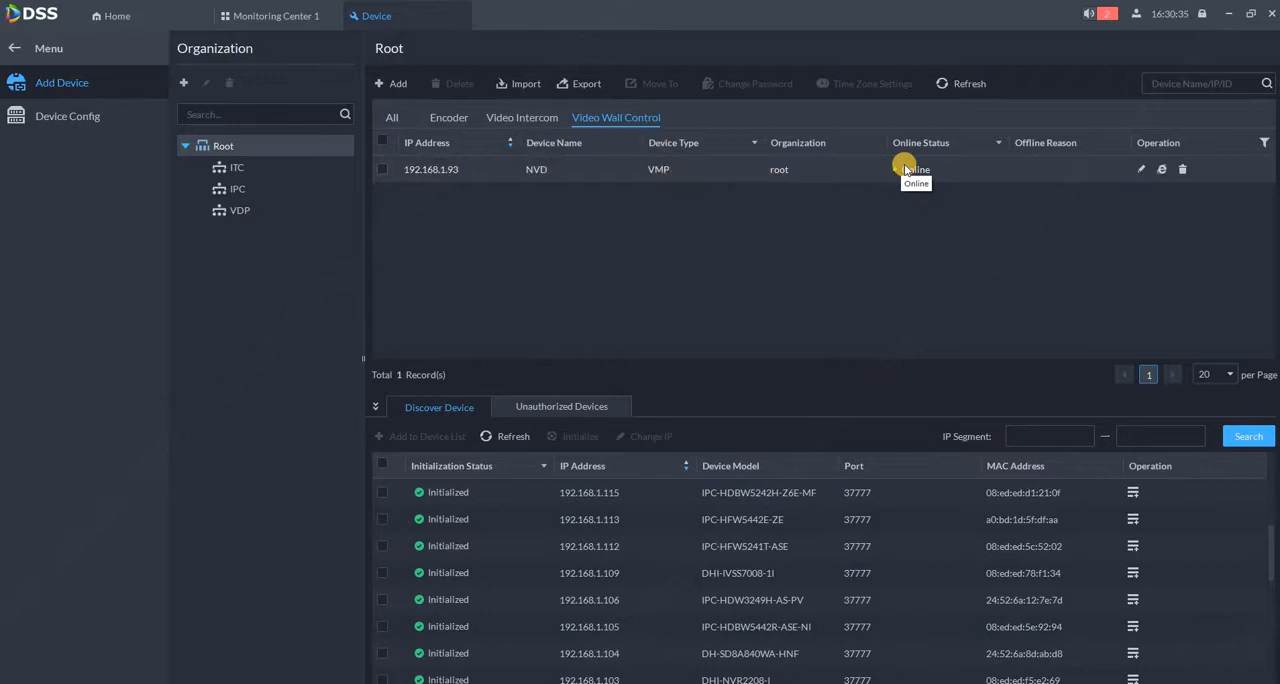 DSS Home Monitoring Center 1 Device 2 16:30:35
Menu Organization Root
Add Device + Add Delete Import Export Move To Change Password Time Zone Settings Refresh Device Name/IP/ID
Device Config Search... All Encoder Video Intercom Video Wall Control
IP Address Device Name Device Type Organization Online Status Offline Reason Operation
Root
192.168.1.93 NVD VMP root Online
ITC
Online
IPC
VDP
Total 1 Record(s) 1 20 per Page
Discover Device Unauthorized Devices
+ Add to Device List Refresh Initialize Change IP IP Segment: — Search
Initialization Status IP Address Device Model Port MAC Address Operation
Initialized 192.168.1.115 IPC-HDBW5242H-Z6E-MF 37777 08:ed:ed:d1:21:0f
Initialized 192.168.1.113 IPC-HFW5442E-ZE 37777 a0:bd:1d:5f:df:aa
Initialized 192.168.1.112 IPC-HFW5241T-ASE 37777 08:ed:ed:5c:52:02
Initialized 192.168.1.109 DHI-IVSS7008-1I 37777 08:ed:ed:78:f1:34
Initialized 192.168.1.106 IPC-HDW3249H-AS-PV 37777 24:52:6a:12:7e:7d
Initialized 192.168.1.105 IPC-HDBW5442R-ASE-NI 37777 08:ed:ed:5e:92:94
Initialized 192.168.1.104 DH-SD8A840WA-HNF 37777 24:52:6a:8d:ab:d8
Initialized 192.168.1.103 DHI-NVR2208-I 37777 08:ed:ed:f5:e2:69